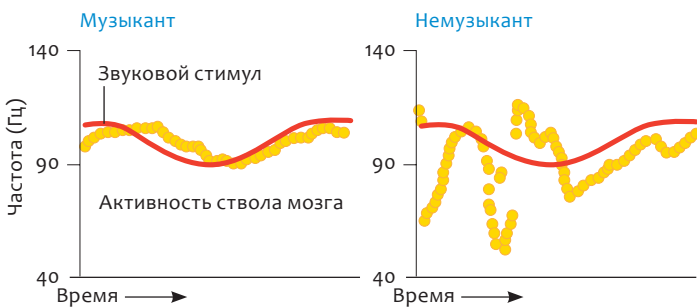 Музыкант
Немузыкант
140
Звуковой стимул
Частота (Гц)
90
Активность ствола мозга
40
Время
140
90
40
Время